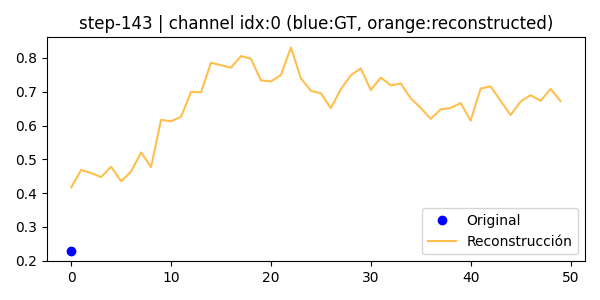 step-143 | channel idx:0 (blue:GT, orange:reconstructed)
0.8
0.7
0.6
0.5
0.4
0.3
0.2
Original
Reconstrucción
0 10 20 30 40 50